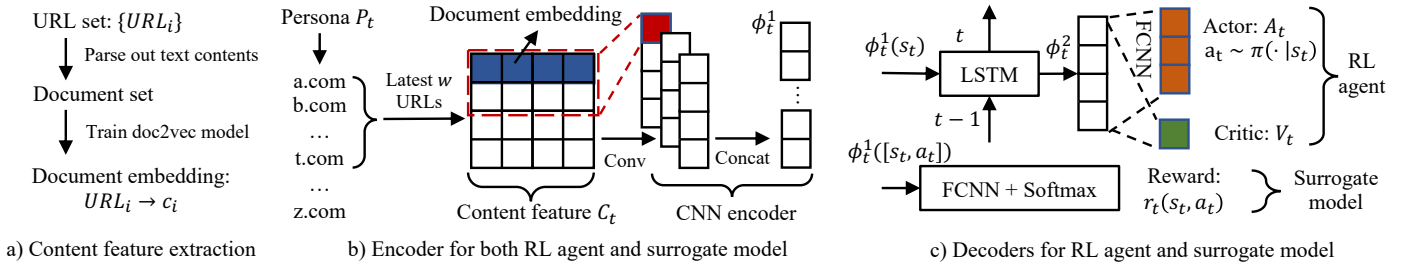 URL set: {URL_i}
Parse out text contents
Document set
Train doc2vec model
Document embedding:
URL_i → c_i
a) Content feature extraction
Persona P_t
a.com
b.com
…
t.com
…
z.com
Latest w
URLs
Document embedding
Content feature C_t
Conv
Concat
ϕ_t^1
⋯
CNN encoder
b) Encoder for both RL agent and surrogate model
ϕ_t^1(s_t)
t
LSTM
t − 1
ϕ_t^2
FCNN
Actor: A_t
a_t ~ π(· |s_t)
Critic: V_t
RL
agent
ϕ_t^1([s_t, a_t])
FCNN + Softmax
Reward:
r_t(s_t, a_t)
Surrogate
model
c) Decoders for RL agent and surrogate model